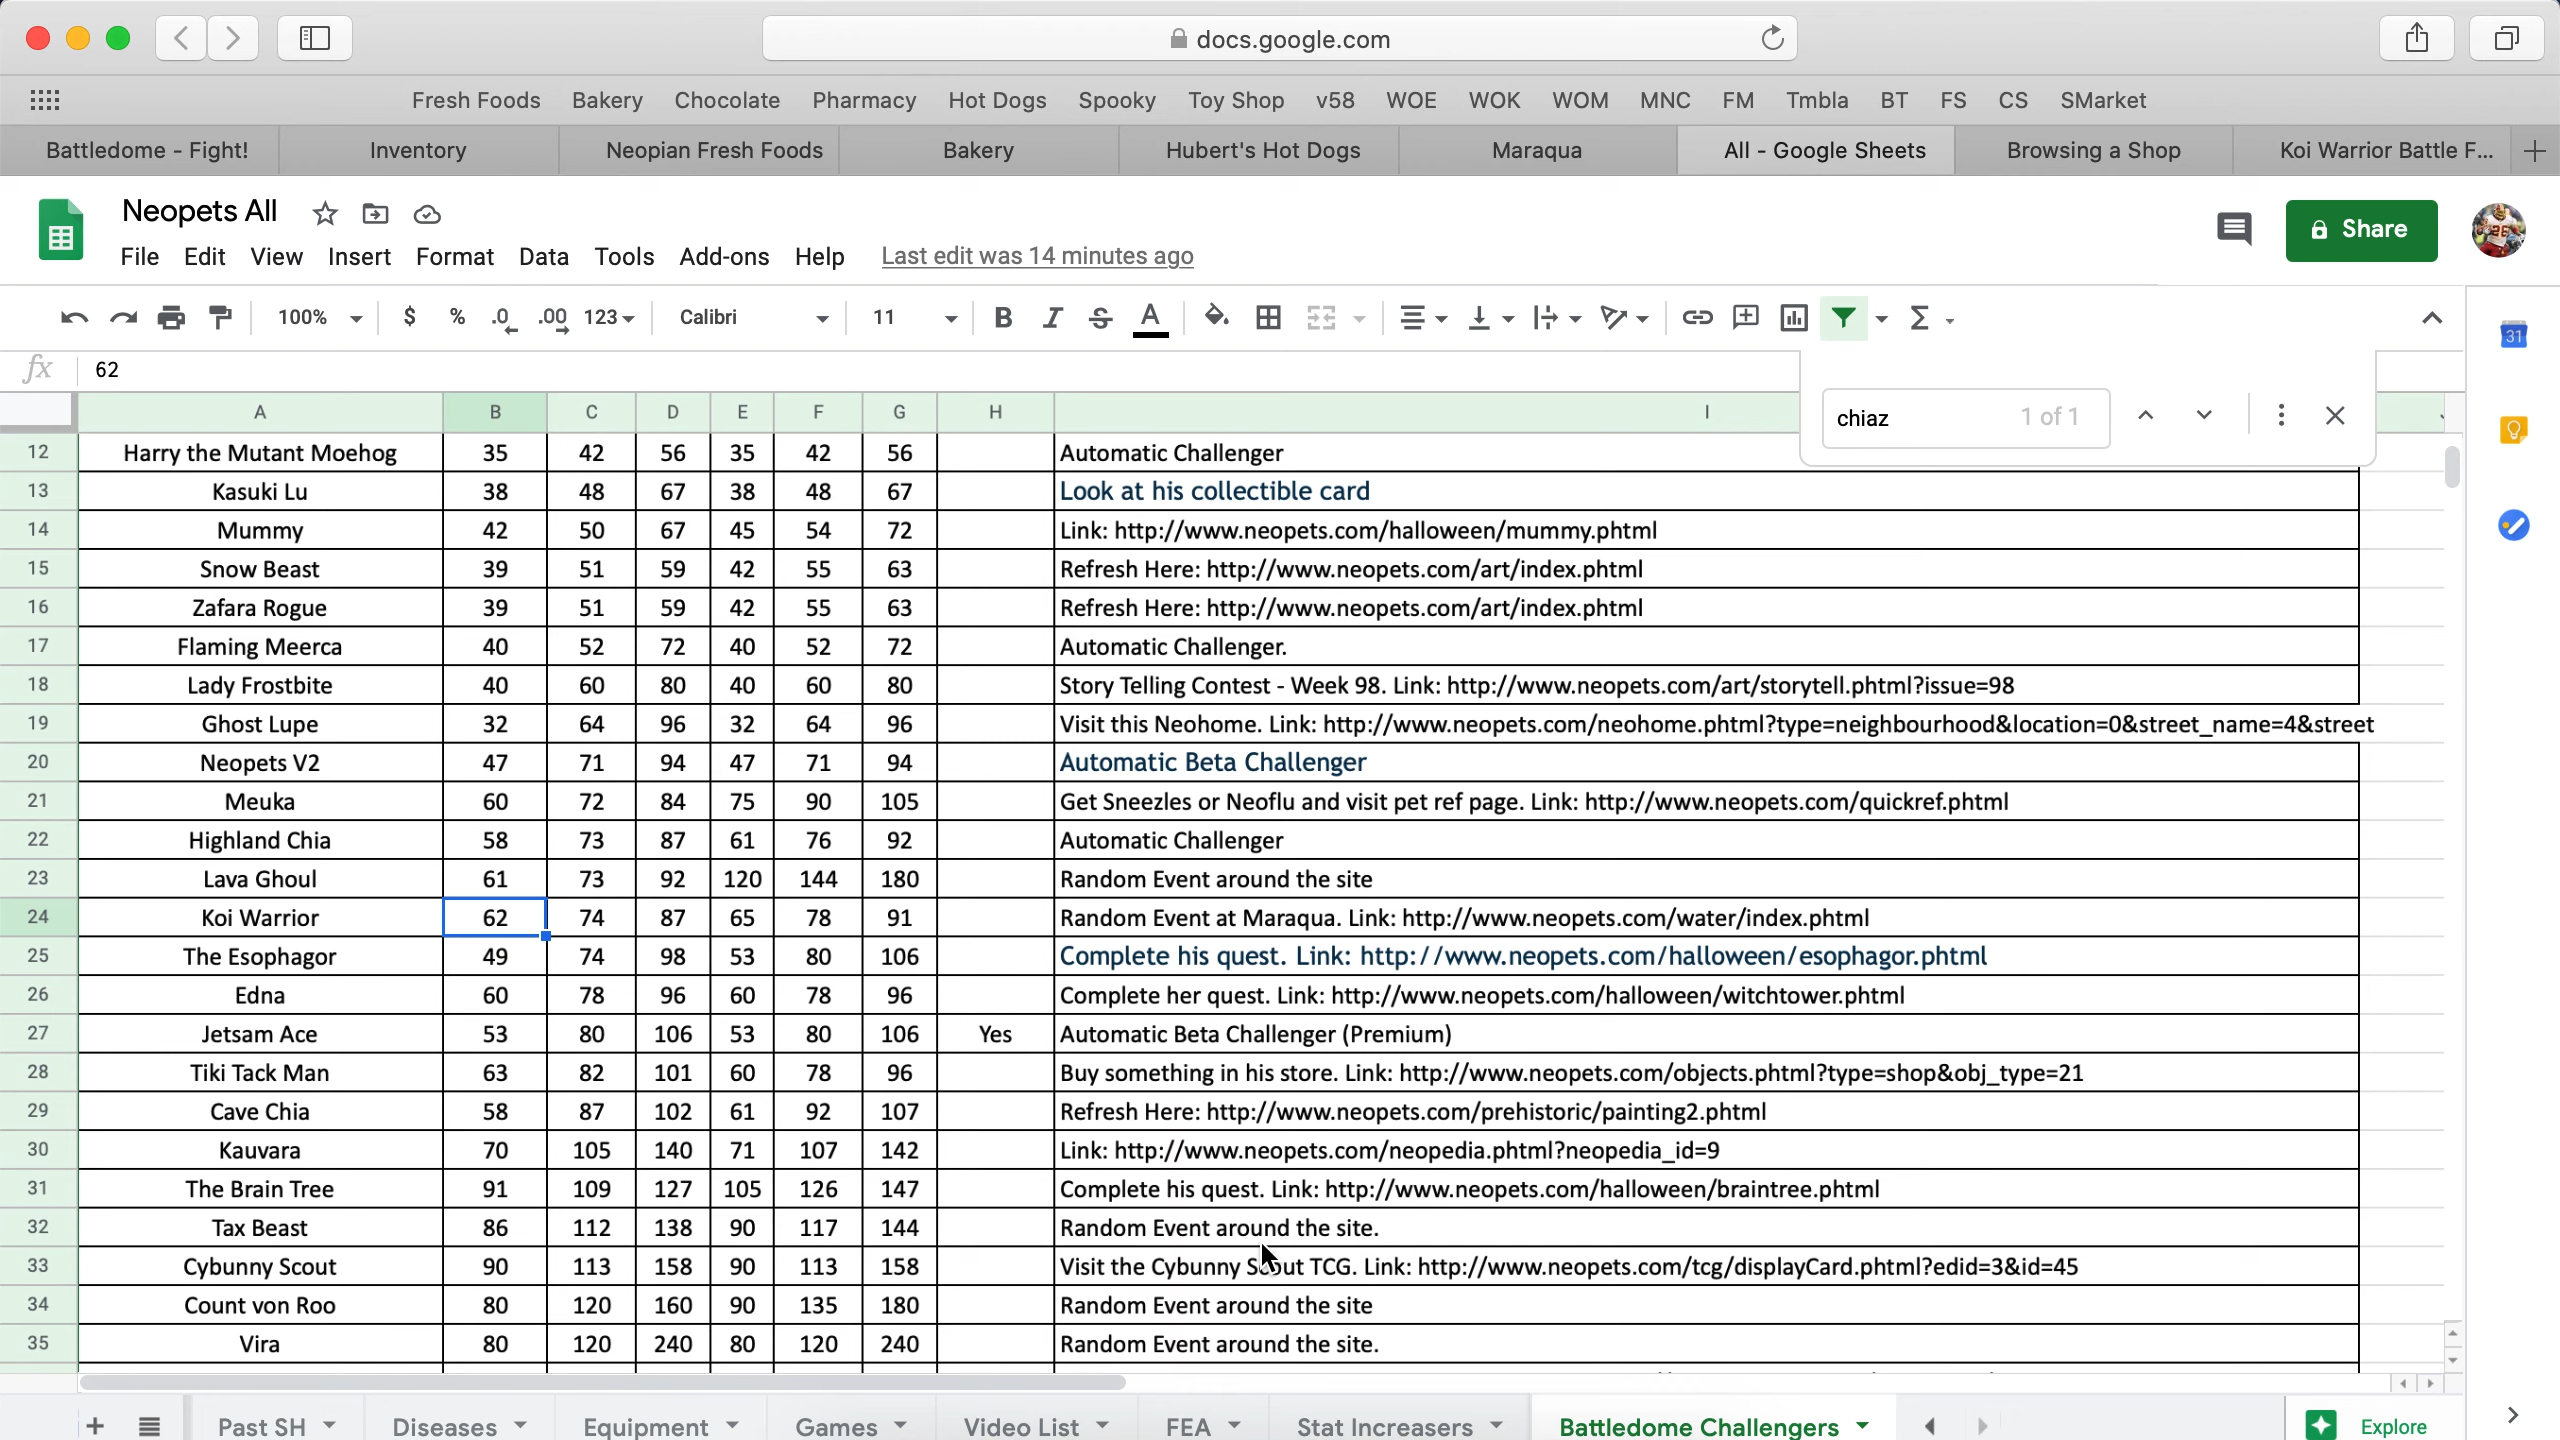 docs.google.com
Fresh Foods Bakery Chocolate Pharmacy Hot Dogs Spooky Toy Shop v58 WOE WOK WOM MNC FM Tmbla BT FS CS SMarket
Battledome - Fight! Inventory Neopian Fresh Foods Bakery Hubert's Hot Dogs Maraqua All - Google Sheets Browsing a Shop Koi Warrior Battle F...
Neopets All
File Edit View Insert Format Data Tools Add-ons Help Last edit was 14 minutes ago
Share
100% $ % .0 .00 123 Calibri 11 B I S A Σ
31
fx 62
chiaz 1 of 1
A B C D E F G H I
12 Harry the Mutant Moehog 35 42 56 35 42 56 Automatic Challenger
13 Kasuki Lu 38 48 67 38 48 67 Look at his collectible card
14 Mummy 42 50 67 45 54 72 Link: http://www.neopets.com/halloween/mummy.phtml
15 Snow Beast 39 51 59 42 55 63 Refresh Here: http://www.neopets.com/art/index.phtml
16 Zafara Rogue 39 51 59 42 55 63 Refresh Here: http://www.neopets.com/art/index.phtml
17 Flaming Meerca 40 52 72 40 52 72 Automatic Challenger.
18 Lady Frostbite 40 60 80 40 60 80 Story Telling Contest - Week 98. Link: http://www.neopets.com/art/storytell.phtml?issue=98
19 Ghost Lupe 32 64 96 32 64 96 Visit this Neohome. Link: http://www.neopets.com/neohome.phtml?type=neighbourhood&location=0&street_name=4&street
20 Neopets V2 47 71 94 47 71 94 Automatic Beta Challenger
21 Meuka 60 72 84 75 90 105 Get Sneezles or Neoflu and visit pet ref page. Link: http://www.neopets.com/quickref.phtml
22 Highland Chia 58 73 87 61 76 92 Automatic Challenger
23 Lava Ghoul 61 73 92 120 144 180 Random Event around the site
24 Koi Warrior 62 74 87 65 78 91 Random Event at Maraqua. Link: http://www.neopets.com/water/index.phtml
25 The Esophagor 49 74 98 53 80 106 Complete his quest. Link: http://www.neopets.com/halloween/esophagor.phtml
26 Edna 60 78 96 60 78 96 Complete her quest. Link: http://www.neopets.com/halloween/witchtower.phtml
27 Jetsam Ace 53 80 106 53 80 106 Yes Automatic Beta Challenger (Premium)
28 Tiki Tack Man 63 82 101 60 78 96 Buy something in his store. Link: http://www.neopets.com/objects.phtml?type=shop&obj_type=21
29 Cave Chia 58 87 102 61 92 107 Refresh Here: http://www.neopets.com/prehistoric/painting2.phtml
30 Kauvara 70 105 140 71 107 142 Link: http://www.neopets.com/neopedia.phtml?neopedia_id=9
31 The Brain Tree 91 109 127 105 126 147 Complete his quest. Link: http://www.neopets.com/halloween/braintree.phtml
32 Tax Beast 86 112 138 90 117 144 Random Event around the site.
33 Cybunny Scout 90 113 158 90 113 158 Visit the Cybunny Scout TCG. Link: http://www.neopets.com/tcg/displayCard.phtml?edid=3&id=45
34 Count von Roo 80 120 160 90 135 180 Random Event around the site
35 Vira 80 120 240 80 120 240 Random Event around the site.
Past SH Diseases Equipment Games Video List FEA Stat Increasers Battledome Challengers Explore